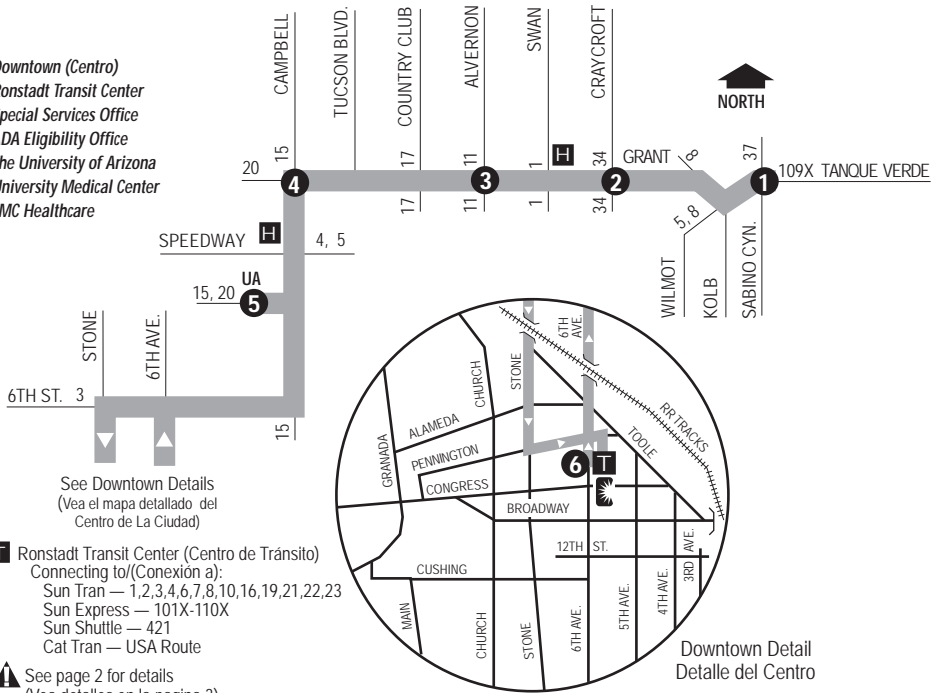 Downtown (Centro)
Ronstadt Transit Center
Special Services Office
ADA Eligibility Office
The University of Arizona
University Medical Center
TMC Healthcare
CAMPBELL
TUCSON BLVD.
COUNTRY CLUB
ALVERNON
SWAN
CRAYCROFT
NORTH
20
15
17
11
1
H
34
GRANT
8
37
4
3
2
1
109X TANQUE VERDE
17
11
1
34
5, 8
WILMOT
KOLB
SABINO CYN.
SPEEDWAY
H
4, 5
UA
15, 20
5
STONE
6TH AVE.
6TH ST. 3
15
See Downtown Details
(Vea el mapa detallado del
Centro de La Ciudad)
T Ronstadt Transit Center (Centro de Tránsito)
Connecting to/(Conexión a):
Sun Tran — 1,2,3,4,6,7,8,10,16,19,21,22,23
Sun Express — 101X-110X
Sun Shuttle — 421
Cat Tran — USA Route
See page 2 for details
(Vea detalles en la pagina 2)
CHURCH
STONE
6TH AVE.
RR TRACKS
TOOLE
GRANADA
ALAMEDA
PENNINGTON
CONGRESS
6
T
BROADWAY
12TH ST.
CUSHING
MAIN
CHURCH
STONE
6TH AVE.
5TH AVE.
4TH AVE.
3RD AVE.
Downtown Detail
Detalle del Centro